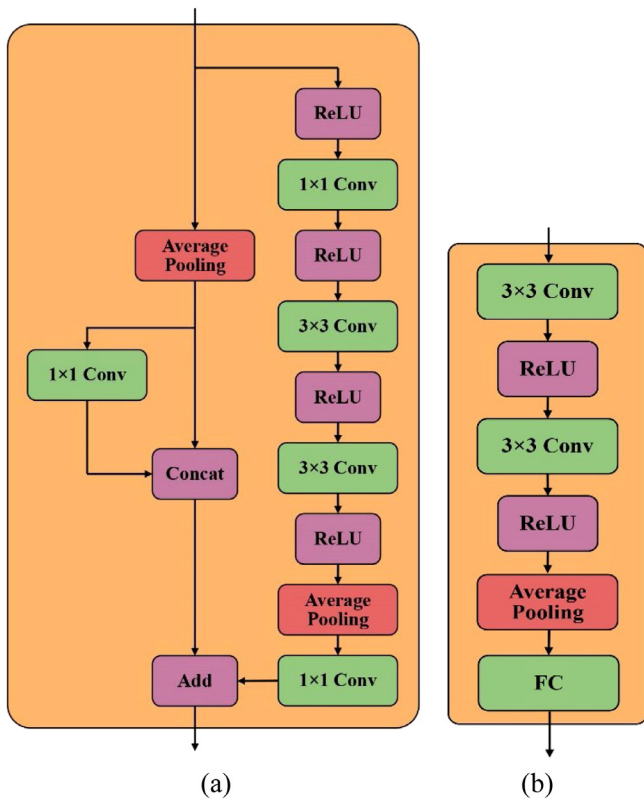 ReLU
1×1 Conv
Average
Pooling
ReLU
3×3 Conv
1×1 Conv
ReLU
Concat
3×3 Conv
ReLU
Average
Pooling
Add
1×1 Conv
(a)
3×3 Conv
ReLU
3×3 Conv
ReLU
Average
Pooling
FC
(b)